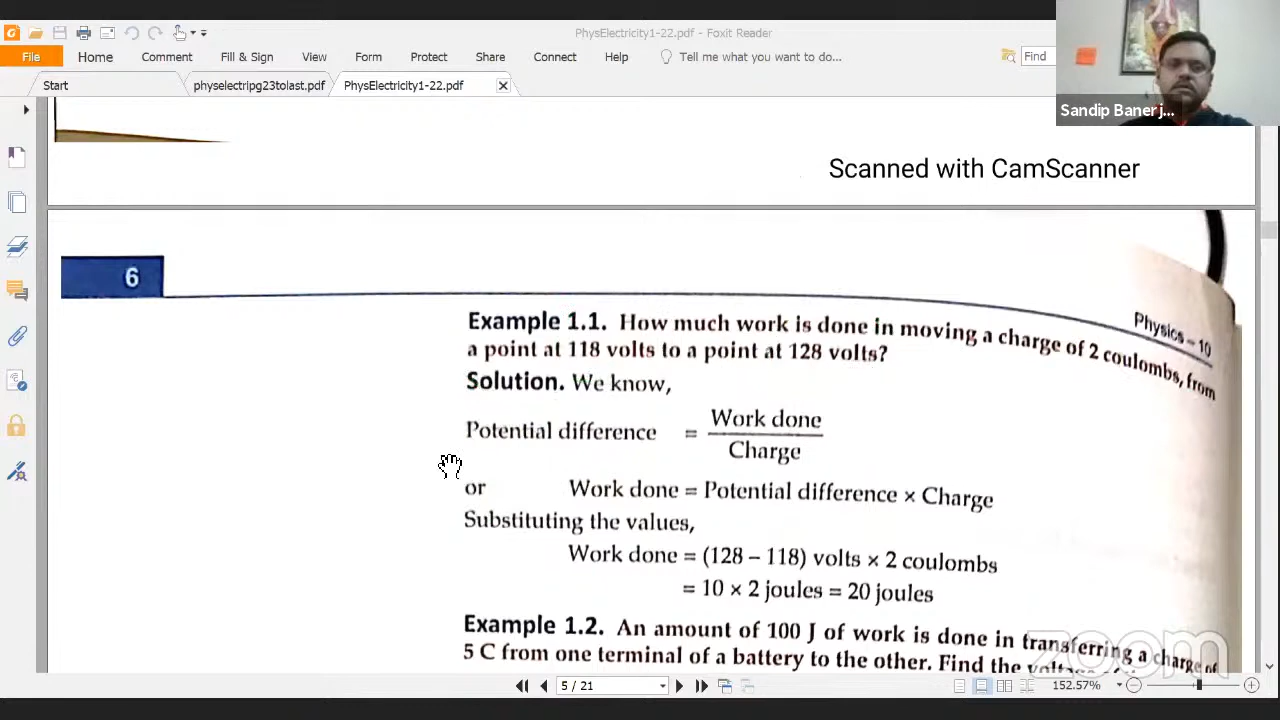 PhysElectricity1-22.pdf - Foxit Reader
File Home Comment Fill & Sign View Form Protect Share Connect Help Tell me what you want to do... Find
Start physelectripg23tolast.pdf PhysElectricity1-22.pdf
Sandip Banerj...
Scanned with CamScanner
6
Physics – 10
Example 1.1. How much work is done in moving a charge of 2 coulombs, from
a point at 118 volts to a point at 128 volts?
Solution. We know,
Potential difference = Work done
Charge
or Work done = Potential difference × Charge
Substituting the values,
Work done = (128 – 118) volts × 2 coulombs
= 10 × 2 joules = 20 joules
Example 1.2. An amount of 100 J of work is done in transferring a charge of
5 C from one terminal of a battery to the other. Find the voltage
zoom
5 / 21 152.57%